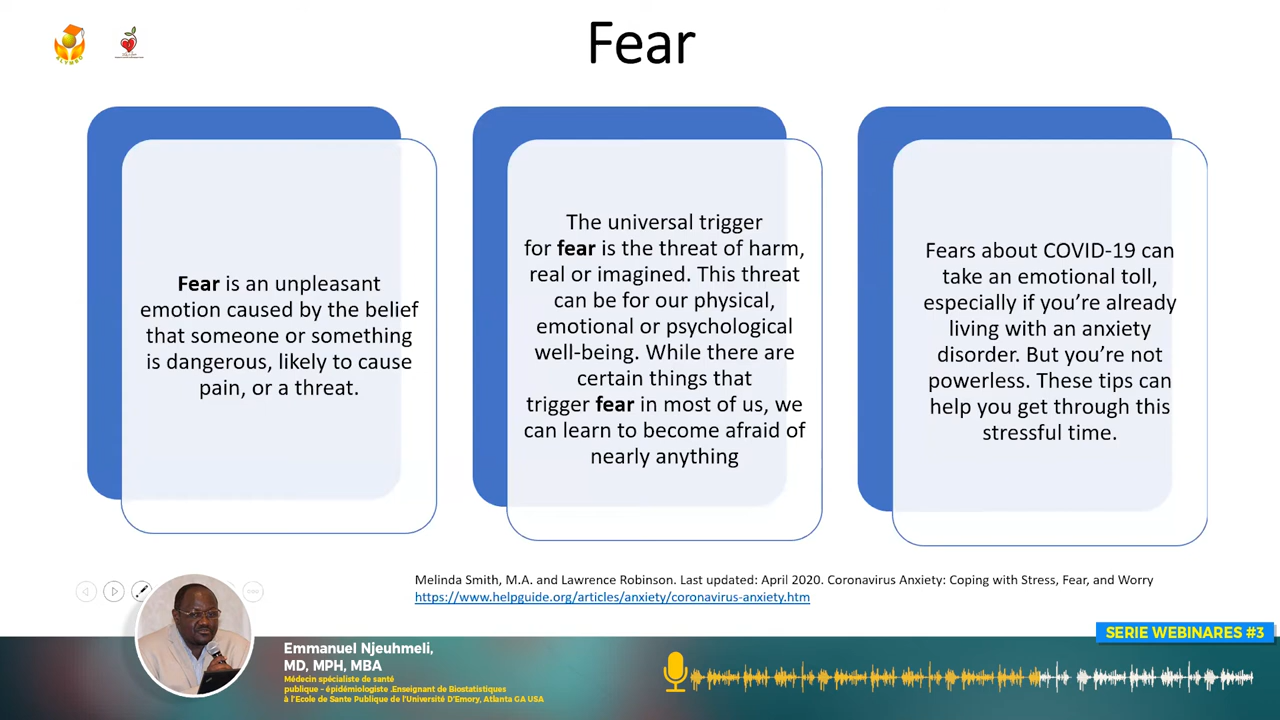 Fear
ALYMBO
Fear is an unpleasant
emotion caused by the belief
that someone or something
is dangerous, likely to cause
pain, or a threat.
The universal trigger
for fear is the threat of harm,
real or imagined. This threat
can be for our physical,
emotional or psychological
well-being. While there are
certain things that
trigger fear in most of us, we
can learn to become afraid of
nearly anything
Fears about COVID-19 can
take an emotional toll,
especially if you’re already
living with an anxiety
disorder. But you’re not
powerless. These tips can
help you get through this
stressful time.
Melinda Smith, M.A. and Lawrence Robinson. Last updated: April 2020. Coronavirus Anxiety: Coping with Stress, Fear, and Worry
https://www.helpguide.org/articles/anxiety/coronavirus-anxiety.htm
SERIE WEBINARES #3
Emmanuel Njeuhmeli,
MD, MPH, MBA
Médecin spécialiste de santé
publique - épidémiologiste .Enseignant de Biostatistiques
à l’Ecole de Sante Publique de l’Université D’Emory, Atlanta GA USA